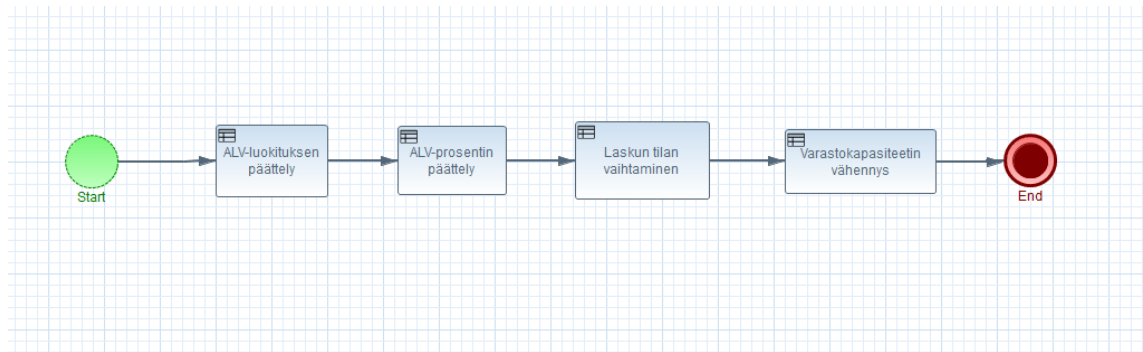 Start
ALV-luokituksen
päättely
ALV-prosentin
päättely
Laskun tilan
vaihtaminen
Varastokapasiteetin
vähennys
End